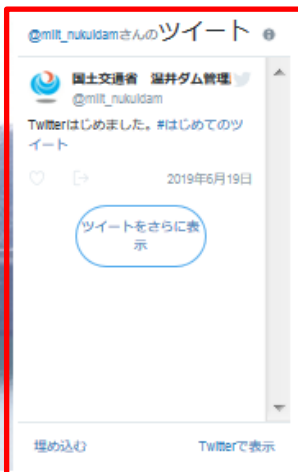 @mlit_nukuidamさんのツイート
国土交通省　温井ダム管理
@mlit_nukuidam
Twitterはじめました。#はじめてのツ
イート
2019年6月19日
ツイートをさらに表
示
埋め込む
Twitterで表示